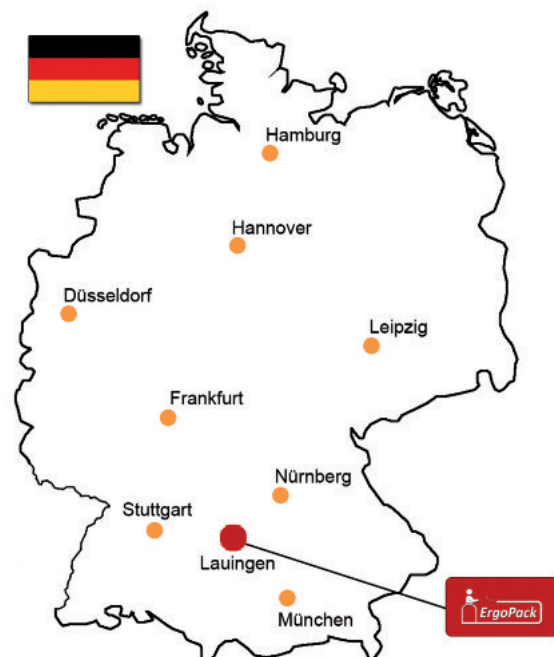 Hamburg
Hannover
Düsseldorf
Leipzig
Frankfurt
Nürnberg
Stuttgart
Lauingen
ErgoPack
München